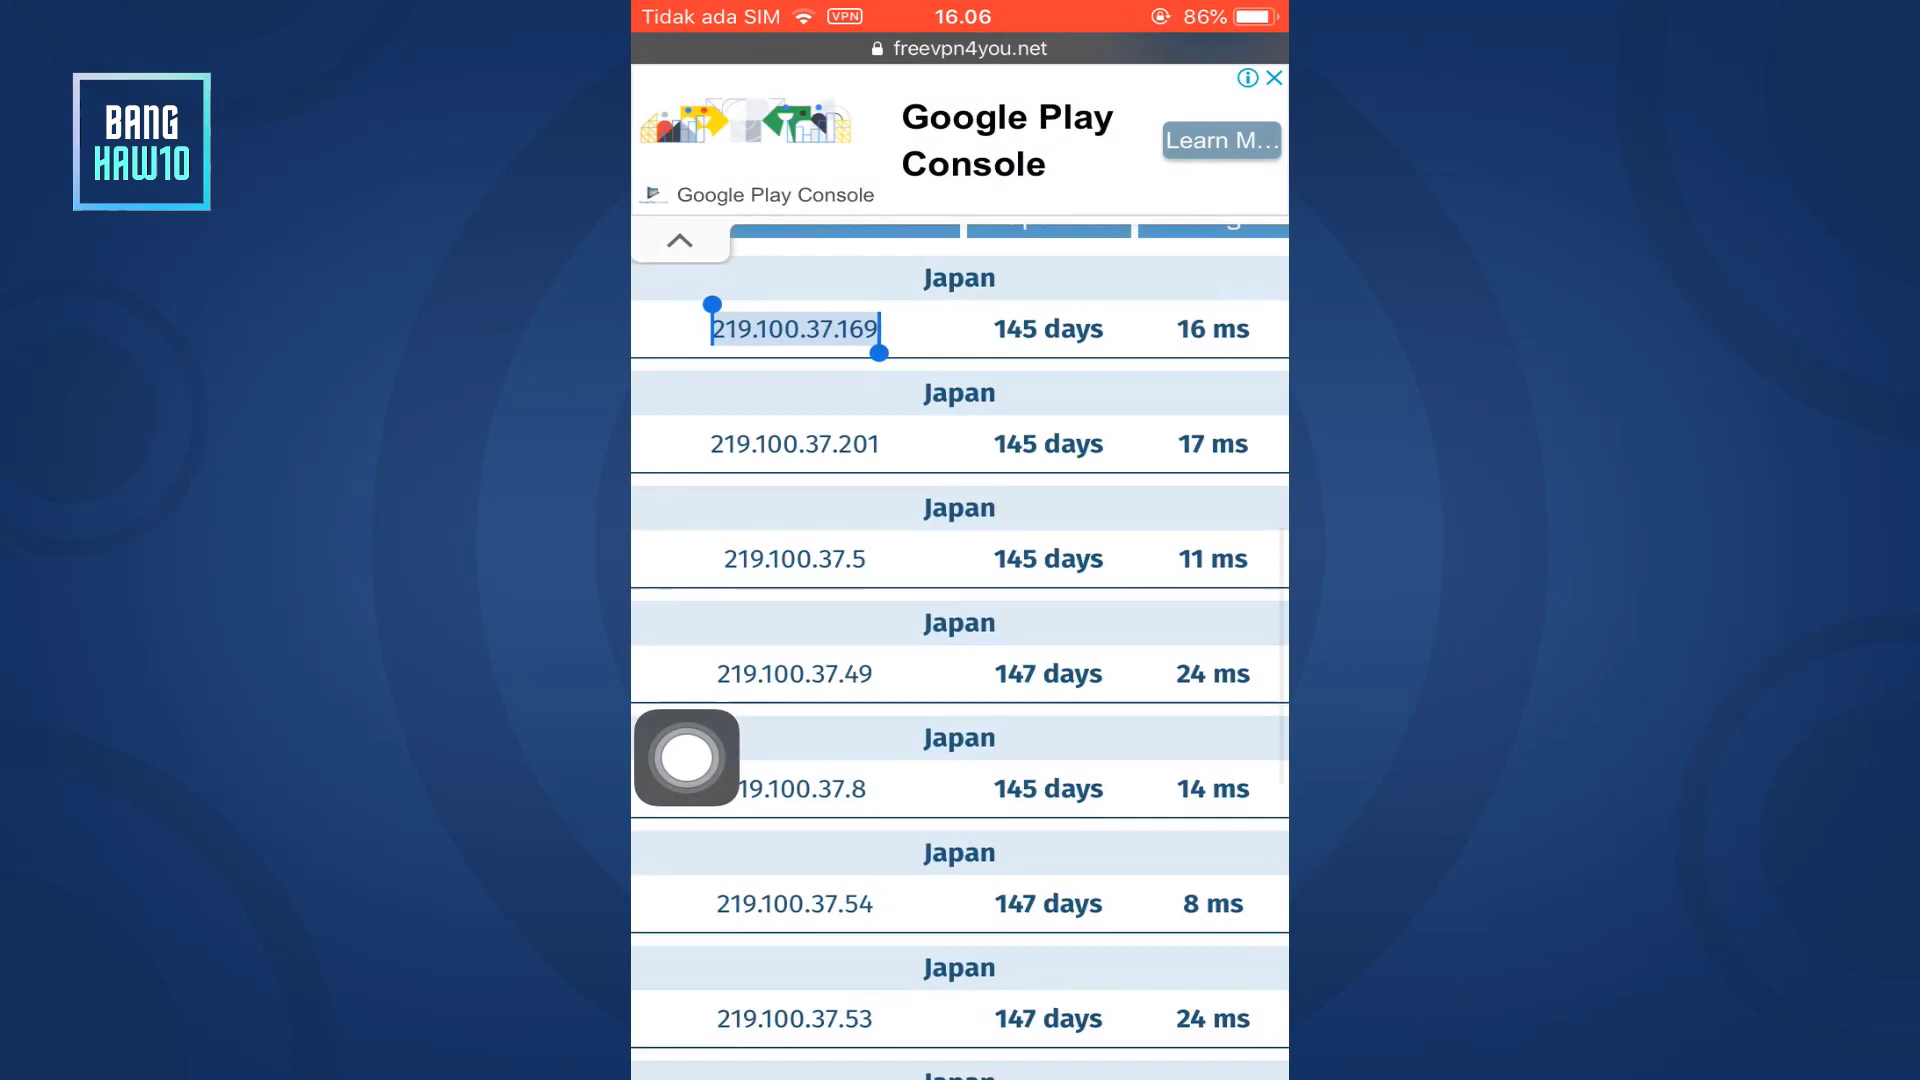 BANG
HAW10
Tidak ada SIM VPN 16.06 86%
freevpn4you.net
Google Play
Console
Learn M...
Google Play Console
Japan
219.100.37.169 145 days 16 ms
Japan
219.100.37.201 145 days 17 ms
Japan
219.100.37.5 145 days 11 ms
Japan
219.100.37.49 147 days 24 ms
Japan
19.100.37.8 145 days 14 ms
Japan
219.100.37.54 147 days 8 ms
Japan
219.100.37.53 147 days 24 ms
Japan